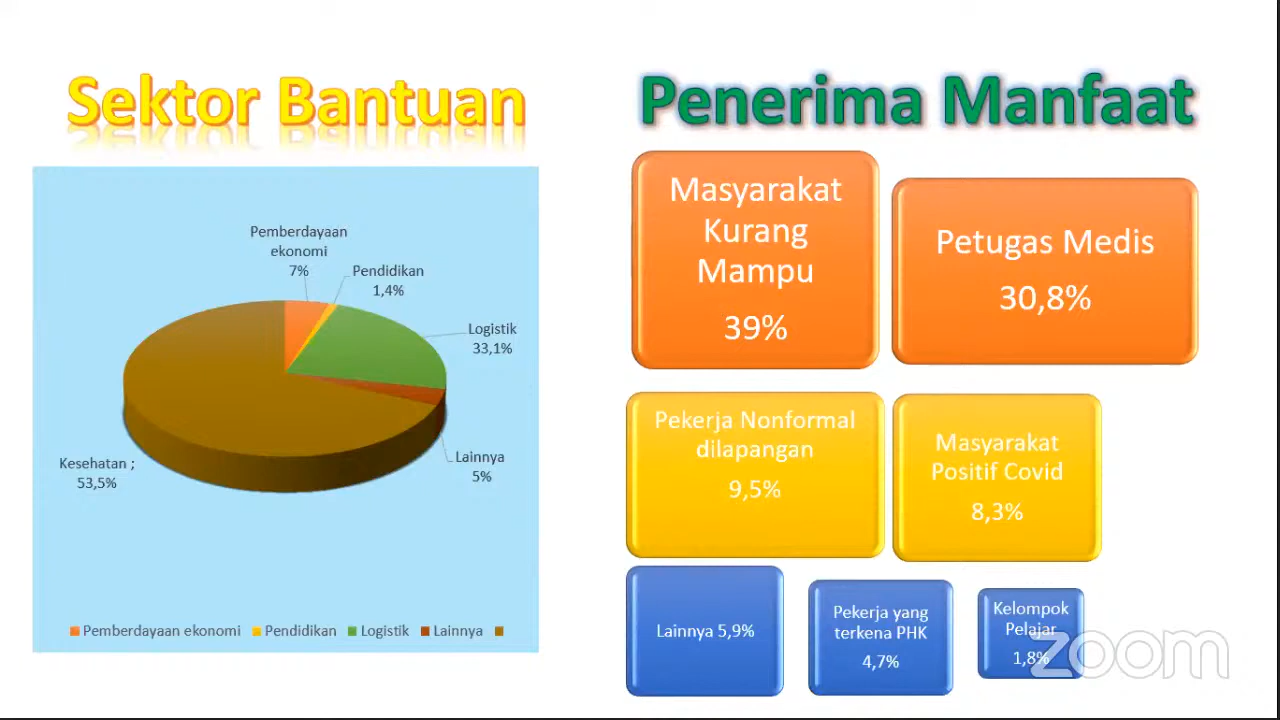 Sektor Bantuan
Pemberdayaan
ekonomi
7%
Pendidikan
1,4%
Logistik
33,1%
Lainnya
5%
Kesehatan ;
53,5%
Pemberdayaan ekonomi
Pendidikan
Logistik
Lainnya
Penerima Manfaat
Masyarakat
Kurang
Mampu
39%
Petugas Medis
30,8%
Pekerja Nonformal
dilapangan
9,5%
Masyarakat
Positif Covid
8,3%
Lainnya 5,9%
Pekerja yang
terkena PHK
4,7%
Kelompok
Pelajar
1,8%
zoom